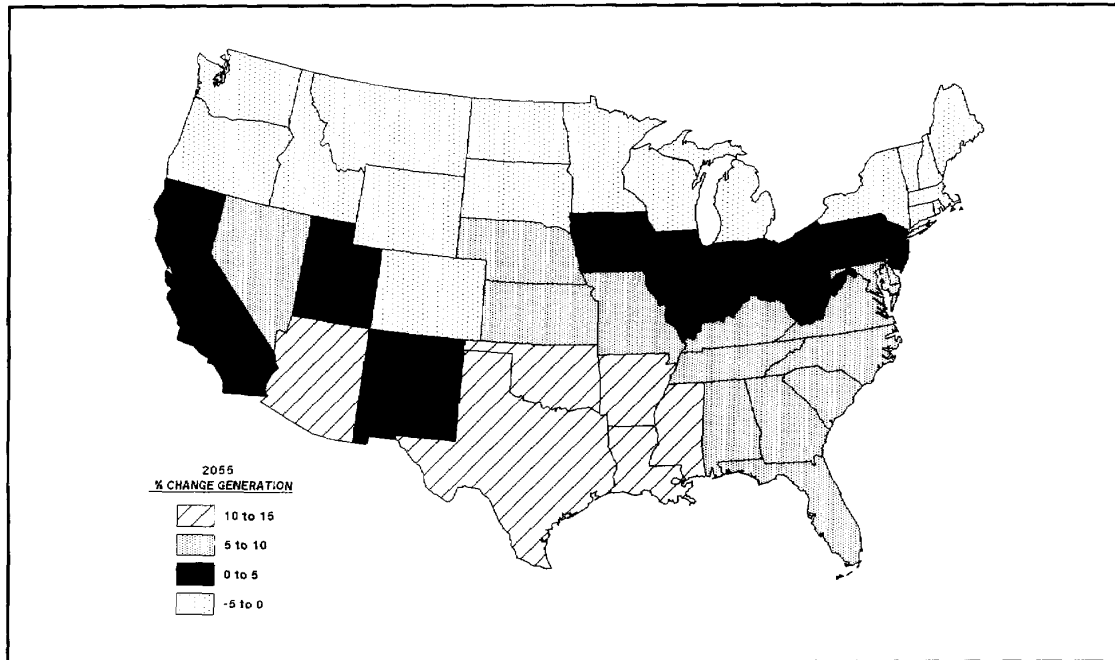 2055
% CHANGE GENERATION
10 to 15
5 to 10
0 to 5
-5 to 0